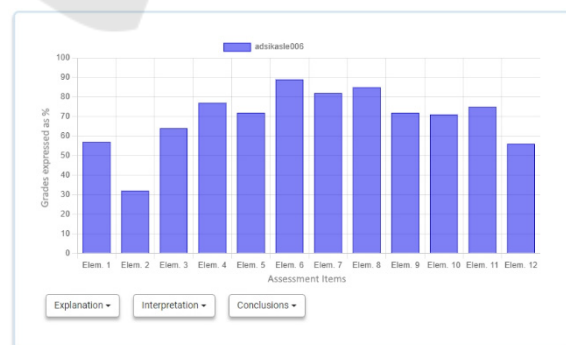 adsikasle006
100
90
80
70
60
50
40
30
20
10
0
Grades expressed as %
Elem. 1 Elem. 2 Elem. 3 Elem. 4 Elem. 5 Elem. 6 Elem. 7 Elem. 8 Elem. 9 Elem. 10 Elem. 11 Elem. 12
Assessment Items
Explanation Interpretation Conclusions